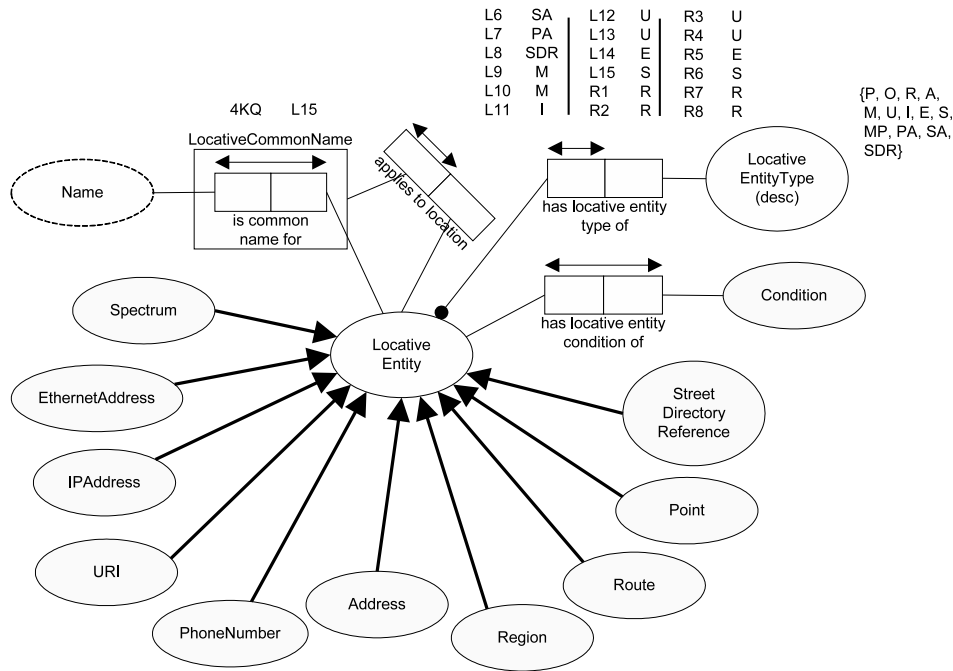 L6 SA L12 U R3 U
L7 PA L13 U R4 U
L8 SDR L14 E R5 E
L9 M L15 S R6 S
L10 M R1 R R7 R
L11 I R2 R R8 R
{P, O, R, A,
M, U, I, E, S,
MP, PA, SA,
SDR}
4KQ L15
LocativeCommonName
Name
is common
name for
applies to location
has locative entity
type of
Locative
EntityType
(desc)
has locative entity
condition of
Condition
Spectrum
Locative
Entity
EthernetAddress
Street
Directory
Reference
IPAddress
Point
URI
Route
Address
PhoneNumber
Region